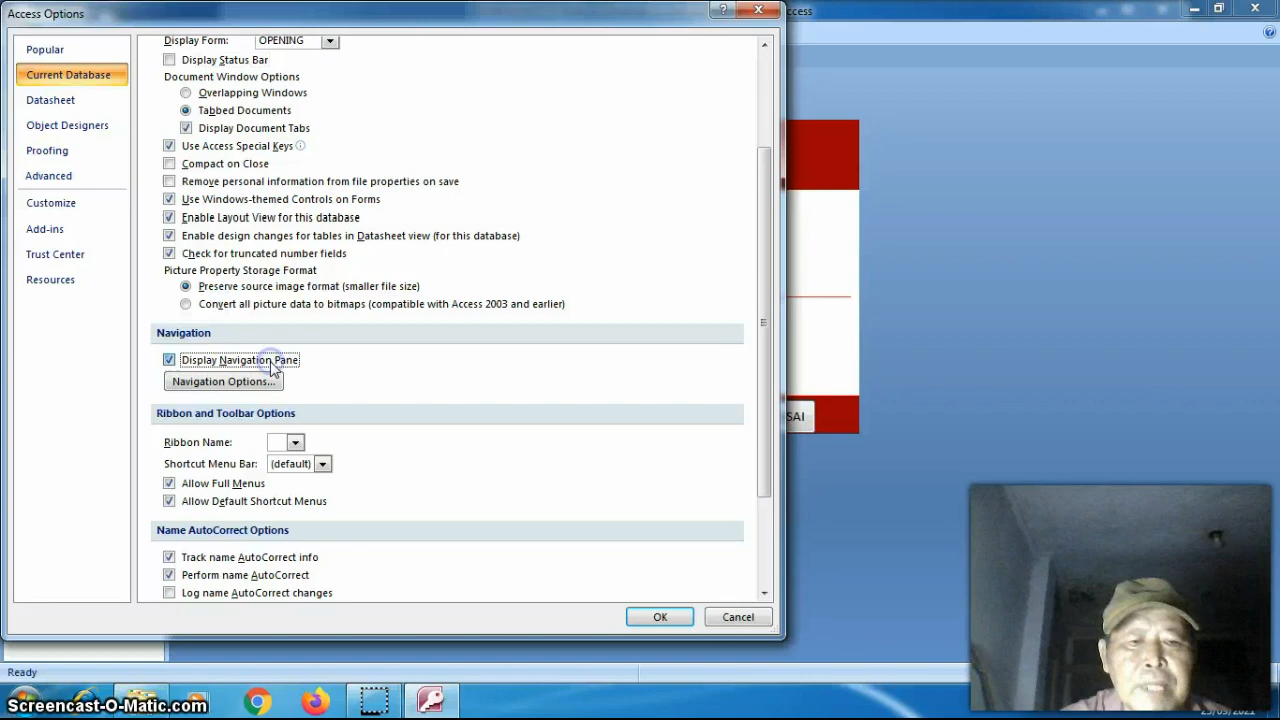 Access Options
ccess
Popular
Current Database
Datasheet
Object Designers
Proofing
Advanced
Customize
Add-ins
Trust Center
Resources
Display Form: OPENING
Display Status Bar
Document Window Options
Overlapping Windows
Tabbed Documents
Display Document Tabs
Use Access Special Keys
Compact on Close
Remove personal information from file properties on save
Use Windows-themed Controls on Forms
Enable Layout View for this database
Enable design changes for tables in Datasheet view (for this database)
Check for truncated number fields
Picture Property Storage Format
Preserve source image format (smaller file size)
Convert all picture data to bitmaps (compatible with Access 2003 and earlier)
Navigation
Display Navigation Pane
Navigation Options...
Ribbon and Toolbar Options
Ribbon Name:
Shortcut Menu Bar: (default)
Allow Full Menus
Allow Default Shortcut Menus
Name AutoCorrect Options
Track name AutoCorrect info
Perform name AutoCorrect
Log name AutoCorrect changes
OK Cancel
SAI
Ready
Screencast-O-Matic.com